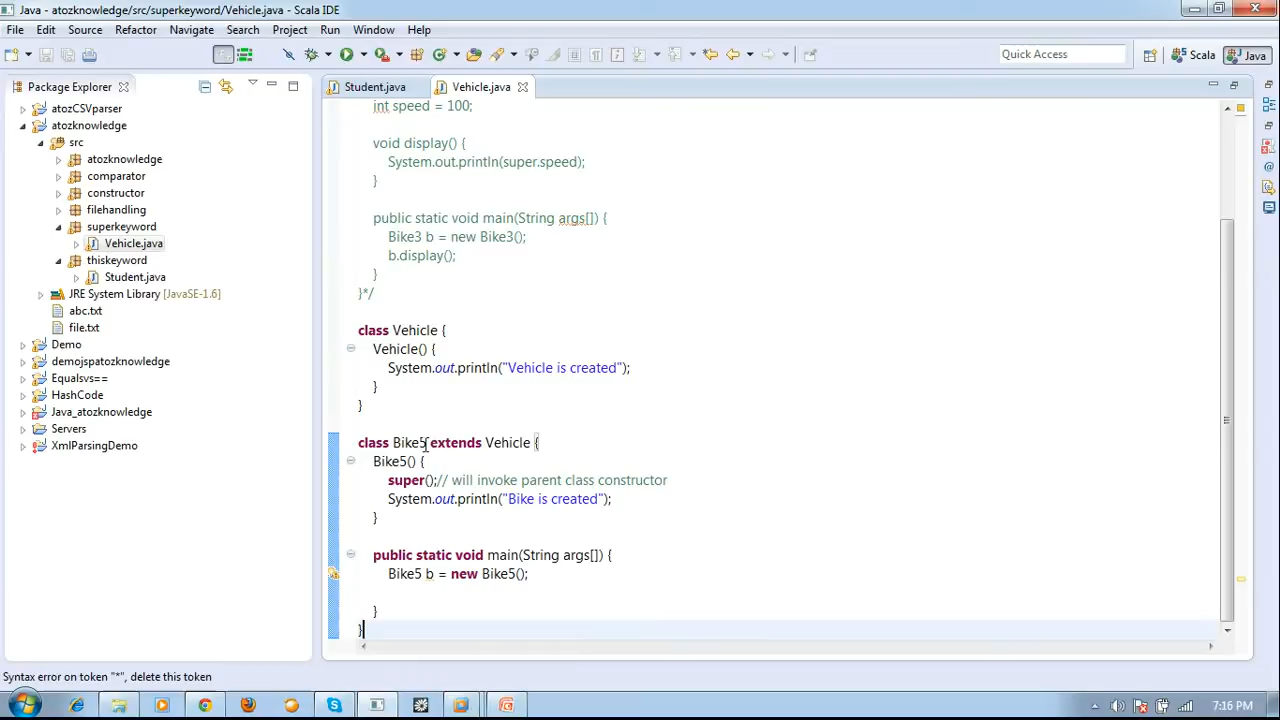 Java - atozknowledge/src/superkeyword/Vehicle.java - Scala IDE
File Edit Source Refactor Navigate Search Project Run Window Help
Quick Access Scala Java
Package Explorer
atozCSVparser
atozknowledge
src
atozknowledge
comparator
constructor
filehandling
superkeyword
Vehicle.java
thiskeyword
Student.java
JRE System Library [JavaSE-1.6]
abc.txt
file.txt
Demo
demojspatozknowledge
Equalsvs==
HashCode
Java_atozknowledge
Servers
XmlParsingDemo
Student.java Vehicle.java
int speed = 100;
void display() {
System.out.println(super.speed);
}
public static void main(String args[]) {
Bike3 b = new Bike3();
b.display();
}
}*/
class Vehicle {
Vehicle() {
System.out.println("Vehicle is created");
}
}
class Bike5 extends Vehicle {
Bike5() {
super();// will invoke parent class constructor
System.out.println("Bike is created");
}
public static void main(String args[]) {
Bike5 b = new Bike5();
}
}
Syntax error on token "*", delete this token
7:16 PM